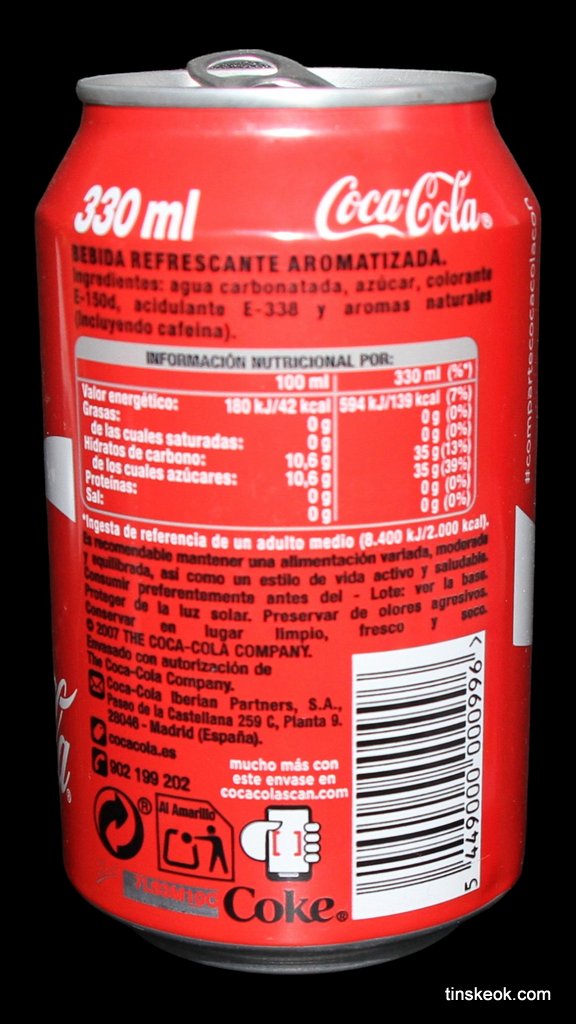 330 ml
Coca-Cola®
BEBIDA REFRESCANTE AROMATIZADA.
Ingredientes: agua carbonatada, azúcar, colorante
E-150d, acidulante E-338 y aromas naturales
(Incluyendo cafeína).
INFORMACIÓN NUTRICIONAL POR:
100 ml 330 ml (%*)
Valor energético: 180 kJ/42 kcal 594 kJ/139 kcal (7%)
Grasas: 0 g 0 g (0%)
de las cuales saturadas: 0 g 0 g (0%)
Hidratos de carbono: 10,6 g 35 g (13%)
de los cuales azúcares: 10,6 g 35 g (39%)
Proteínas: 0 g 0 g (0%)
Sal: 0 g 0 g (0%)
*Ingesta de referencia de un adulto medio (8.400 kJ/2.000 kcal).
Es recomendable mantener una alimentación variada, moderada
y equilibrada, así como un estilo de vida activo y saludable.
Consumir preferentemente antes del - Lote: ver la base.
Proteger de la luz solar. Preservar de olores agresivos.
Conservar en lugar limpio, fresco y seco.
© 2007 THE COCA-COLA COMPANY.
Envasado con autorización de
The Coca-Cola Company.
Coca-Cola Iberian Partners, S.A.,
Paseo de la Castellana 259 C, Planta 9.
28046 - Madrid (España).
cocacola.es
902 199 202
mucho más con
este envase en
cocacolascan.com
®
Al Amarillo
Coke®
5 449000 000996 >
#compartecocacolacon
tinskeok.com